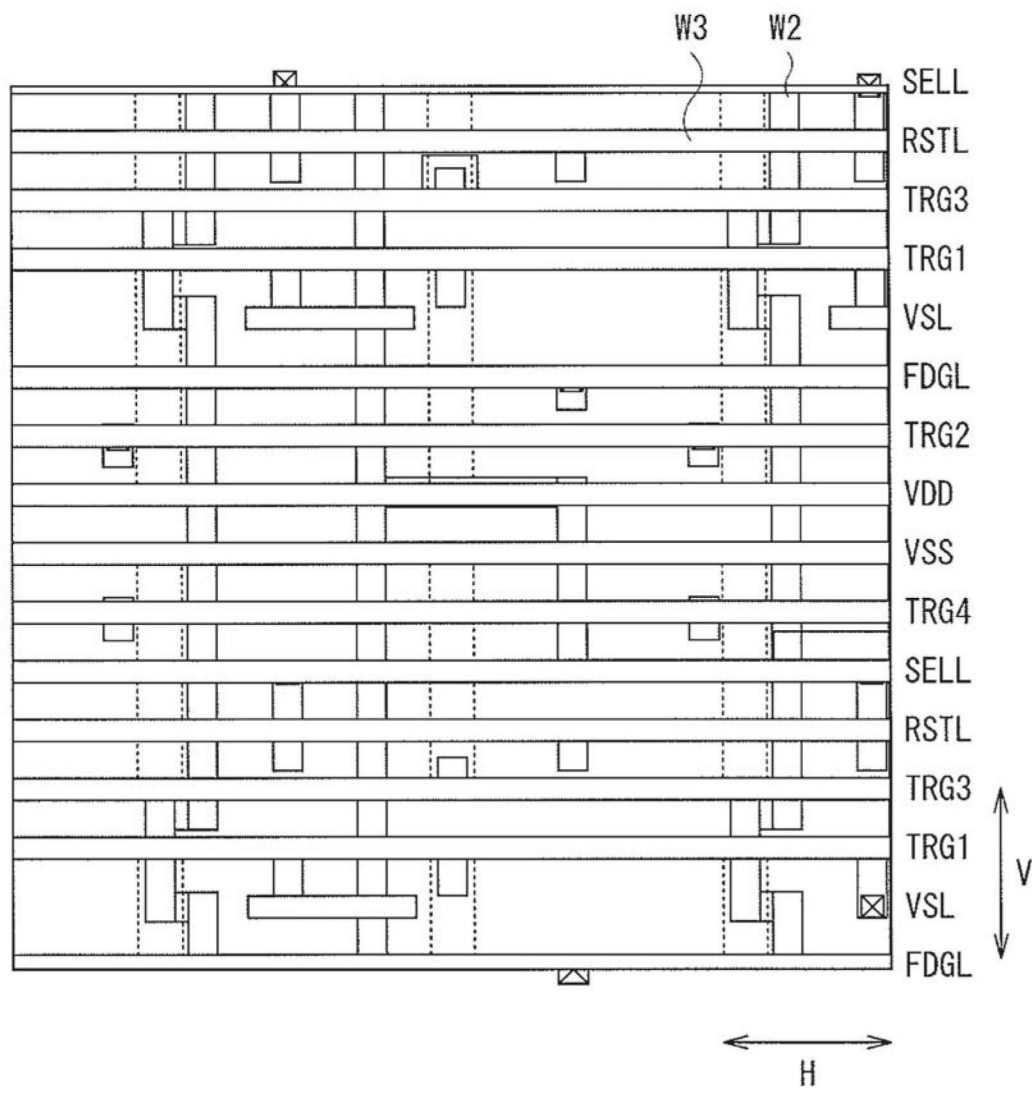 W3 W2
SELL
RSTL
TRG3
TRG1
VSL
FDGL
TRG2
VDD
VSS
TRG4
SELL
RSTL
TRG3
TRG1
V
VSL
FDGL
H